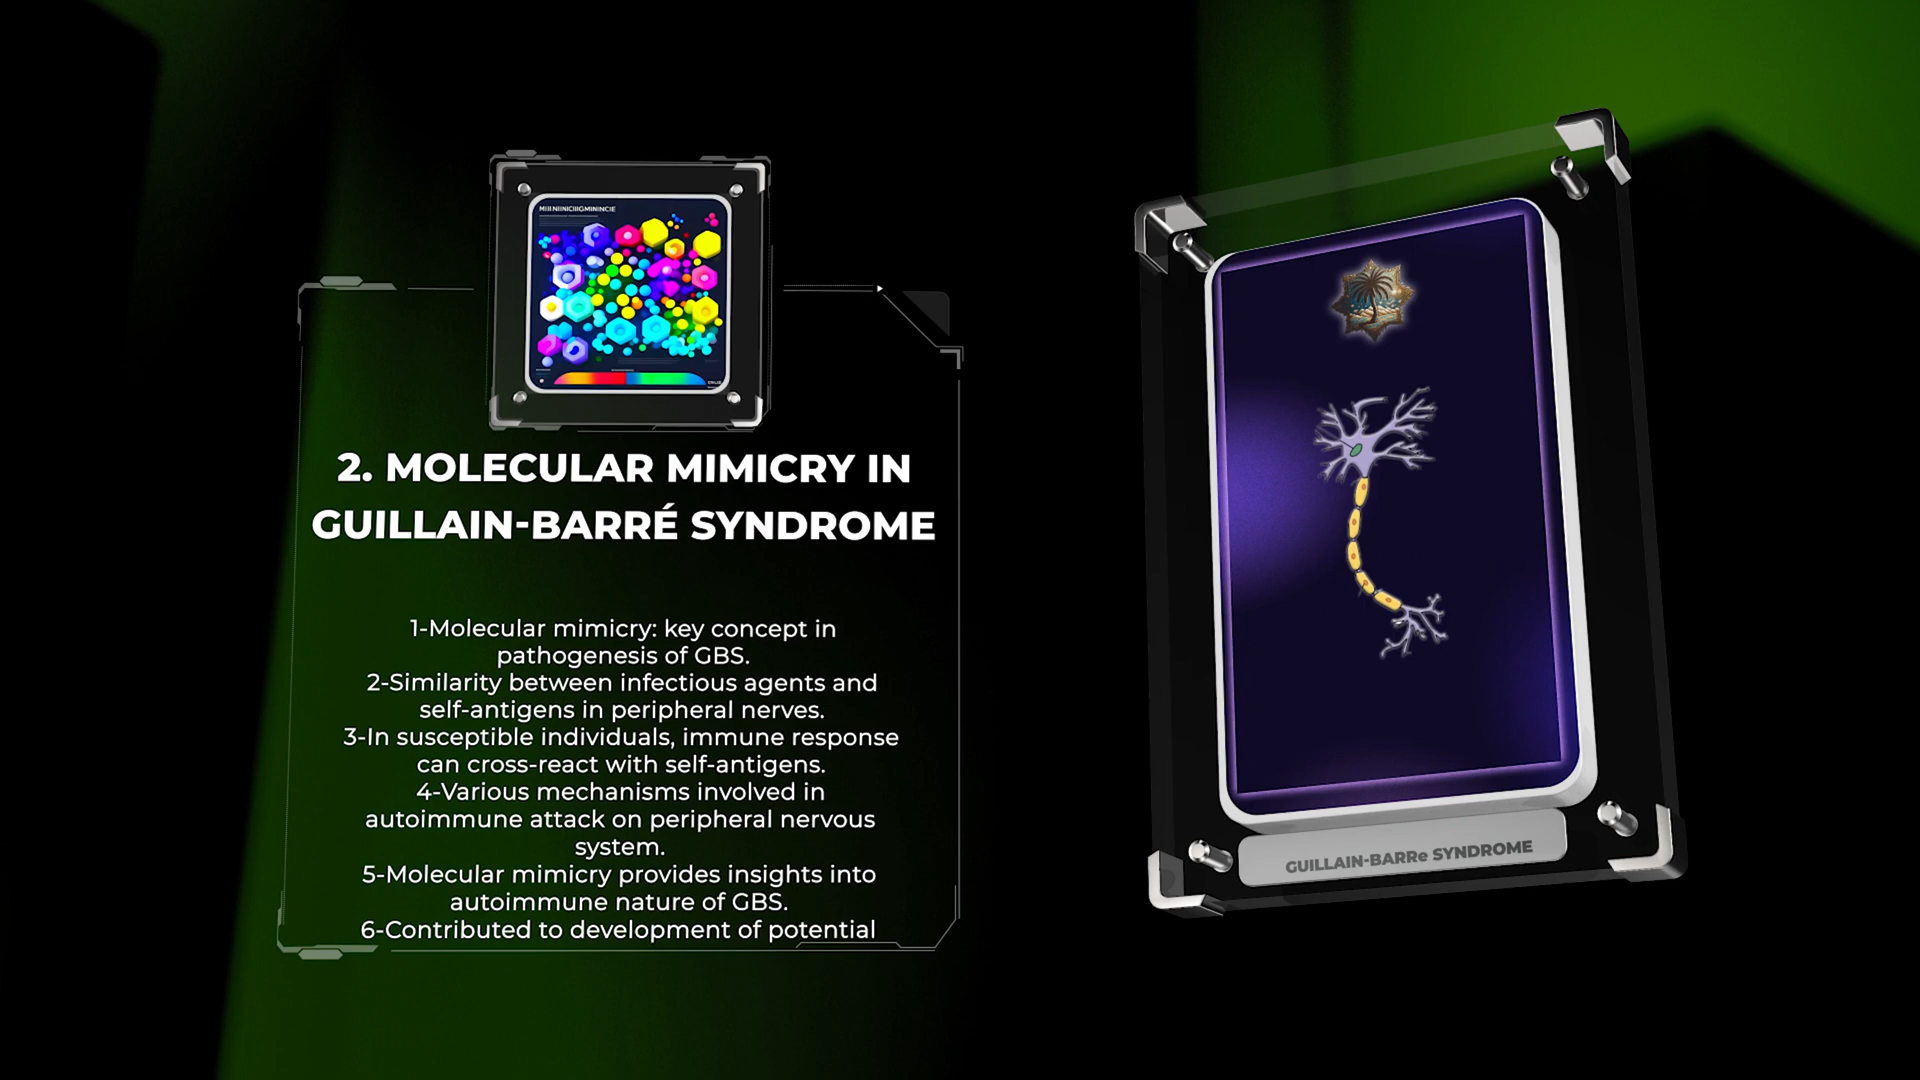 2. MOLECULAR MIMICRY IN
GUILLAIN-BARRÉ SYNDROME
1-Molecular mimicry: key concept in
pathogenesis of GBS.
2-Similarity between infectious agents and
self-antigens in peripheral nerves.
3-In susceptible individuals, immune response
can cross-react with self-antigens.
4-Various mechanisms involved in
autoimmune attack on peripheral nervous
system.
5-Molecular mimicry provides insights into
autoimmune nature of GBS.
6-Contributed to development of potential
GUILLAIN-BARRe SYNDROME